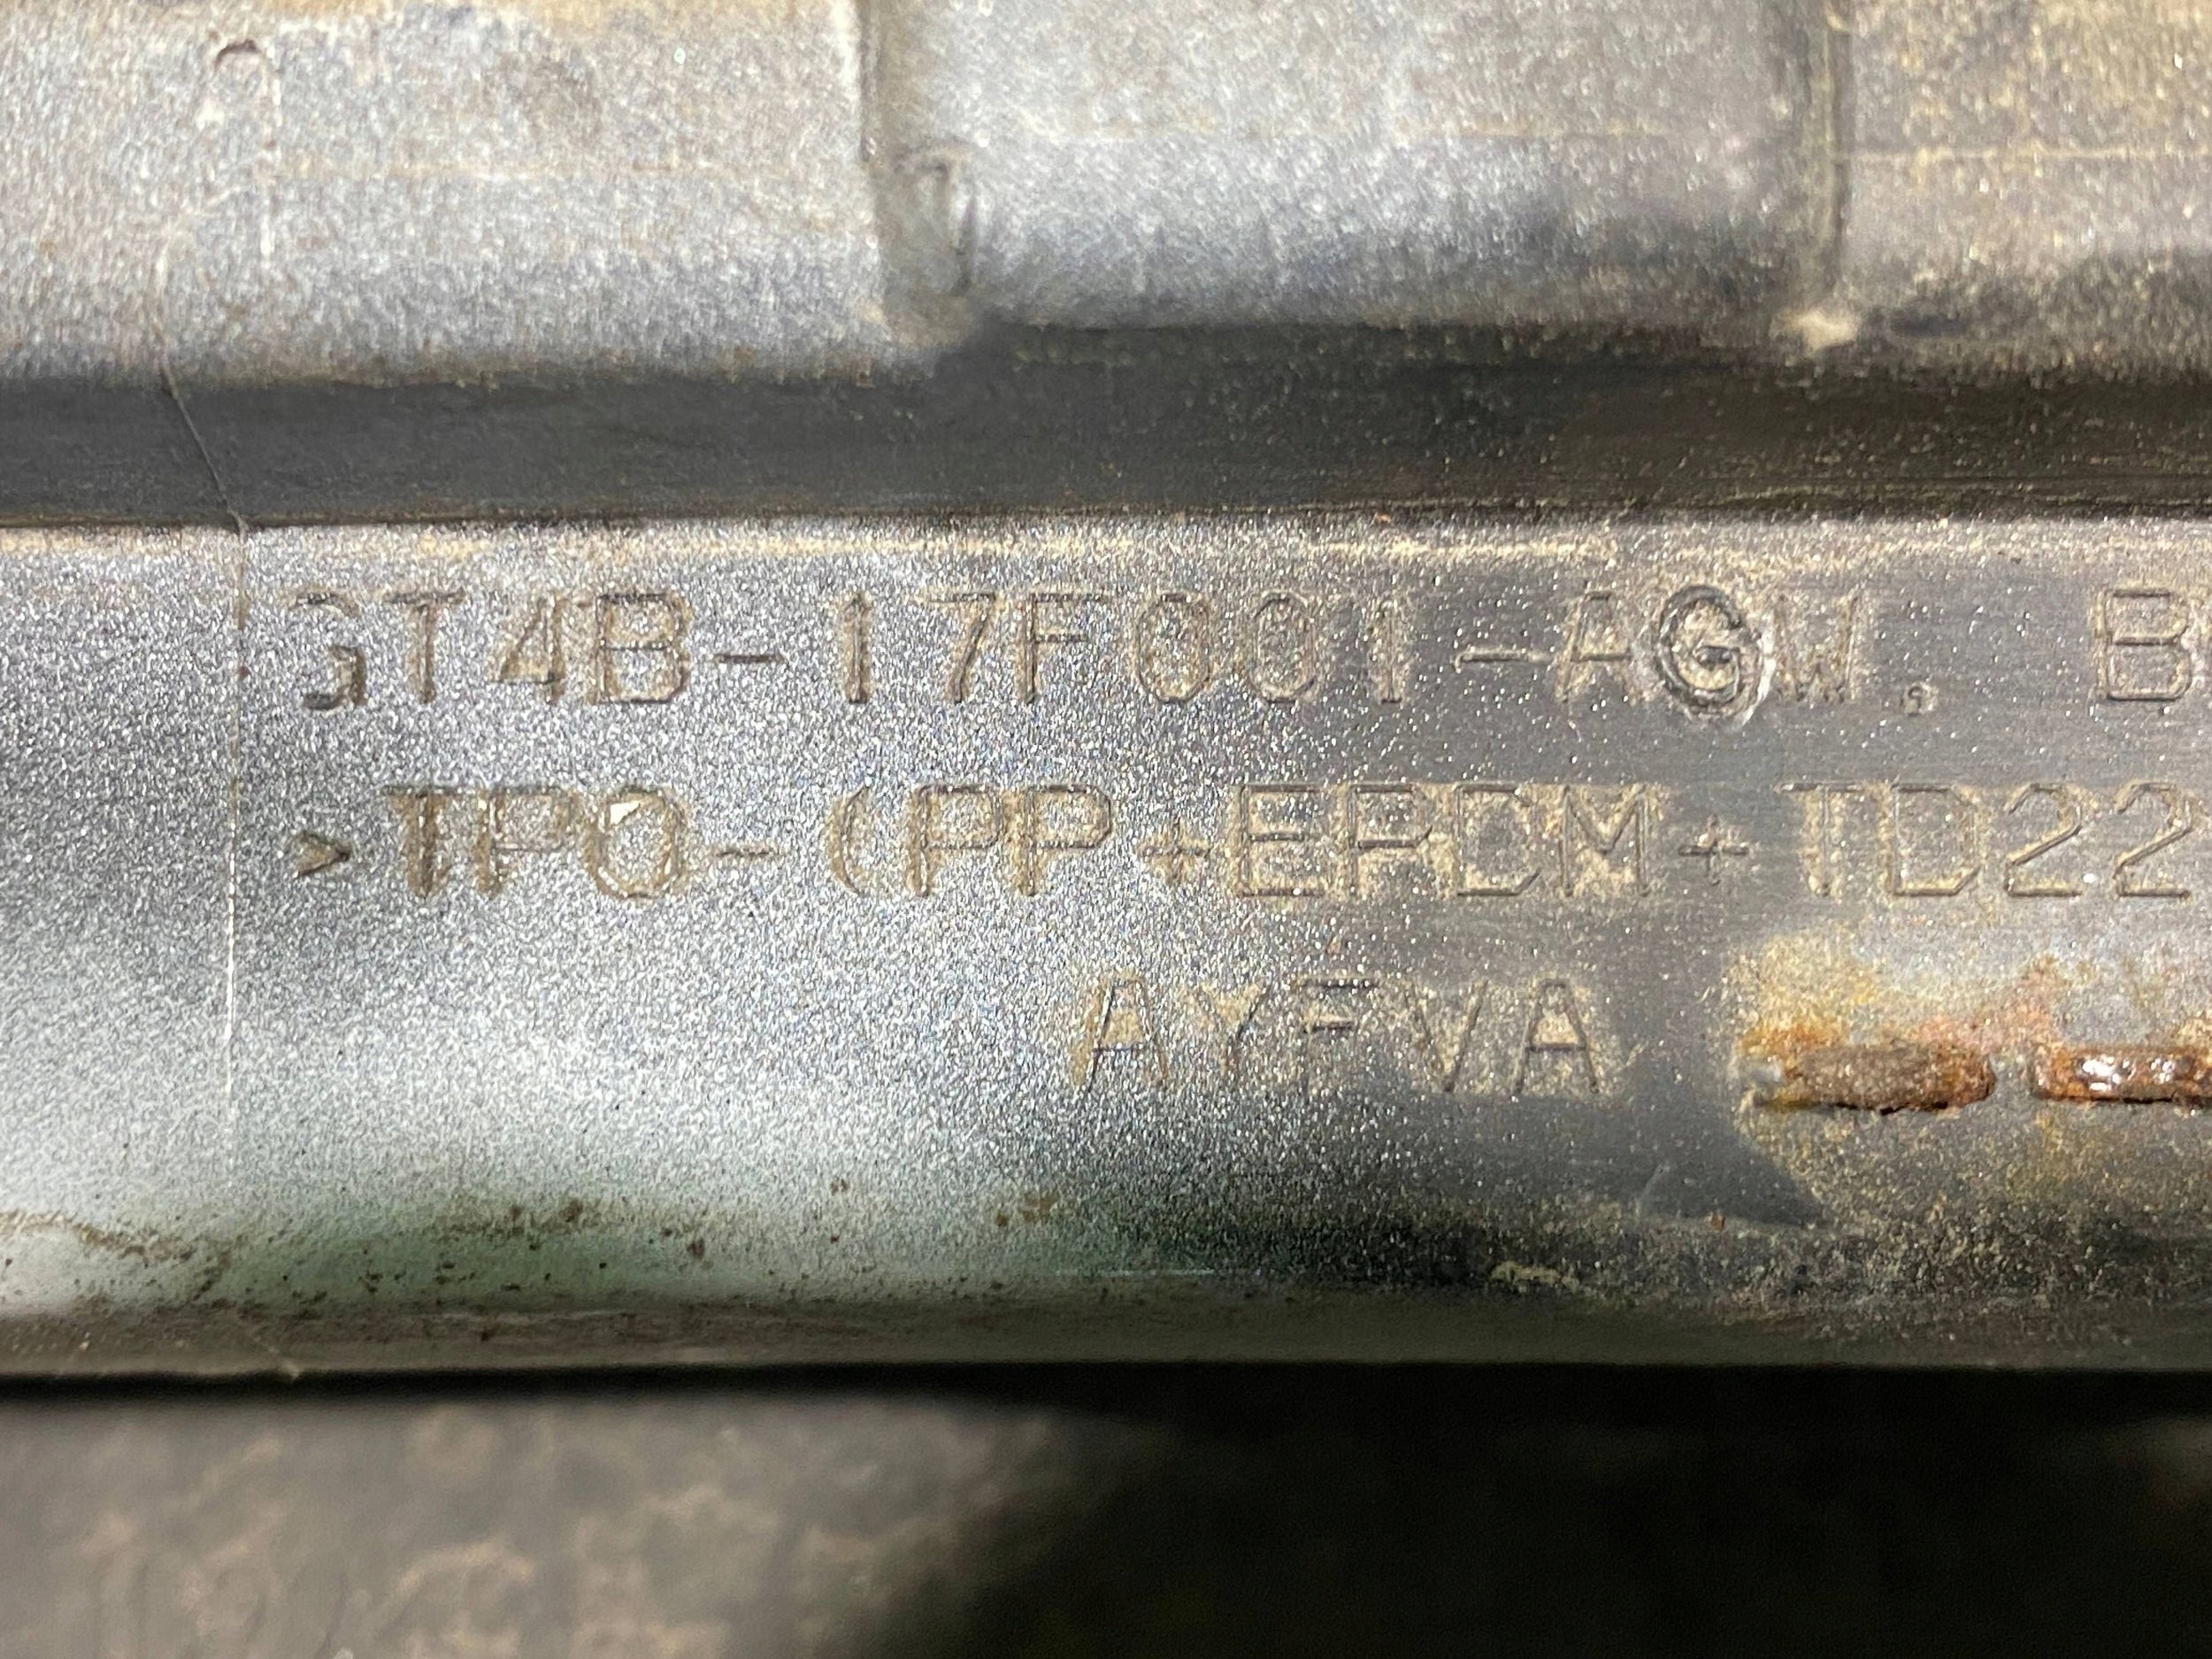 GT4B-17F001-AGW. B
>TPO-(PP+EPDM+TD22
AYFVA